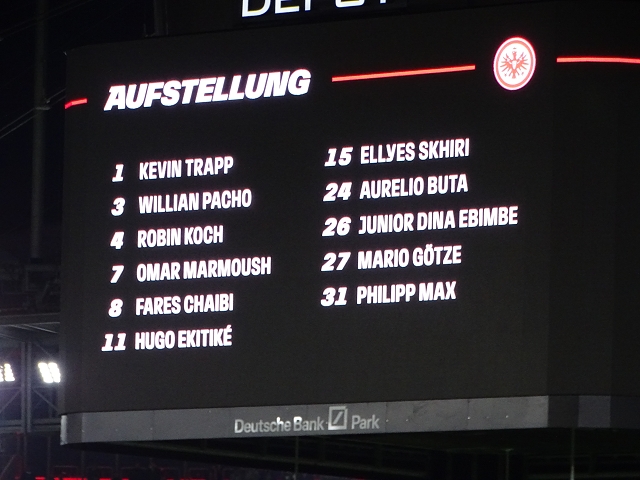 AUFSTELLUNG
1 KEVIN TRAPP
3 WILLIAN PACHO
4 ROBIN KOCH
7 OMAR MARMOUSH
8 FARES CHAIBI
11 HUGO EKITIKÉ
15 ELLYES SKHIRI
24 AURELIO BUTA
26 JUNIOR DINA EBIMBE
27 MARIO GÖTZE
31 PHILIPP MAX
Deutsche Bank Park